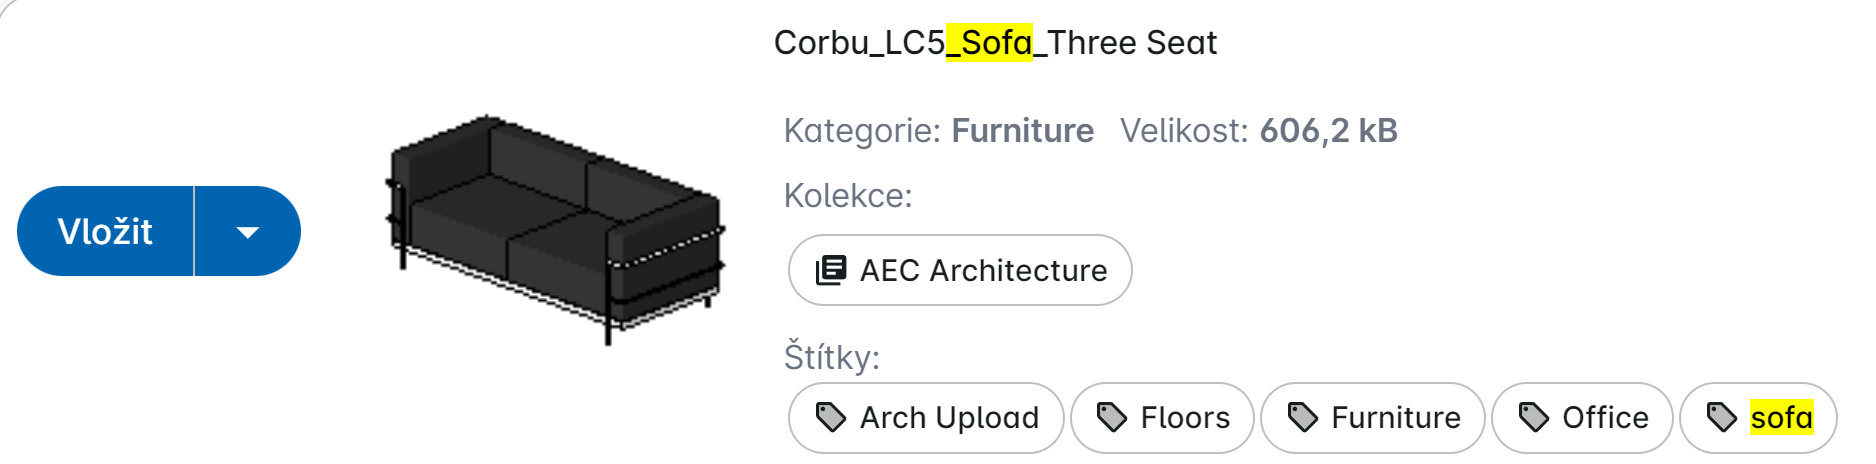 Corbu_LC5_Sofa_Three Seat
Kategorie: Furniture Velikost: 606,2 kB
Kolekce:
Vložit
AEC Architecture
Štítky:
Arch Upload Floors Furniture Office sofa